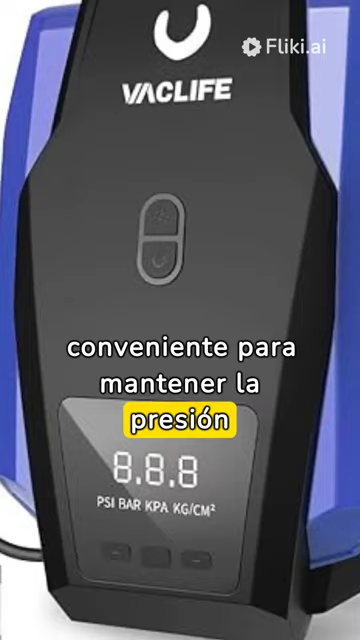 Fliki.ai
VACLIFE
conveniente para
mantener la
presión
8.8.8
PSI BAR KPA KG/CM²